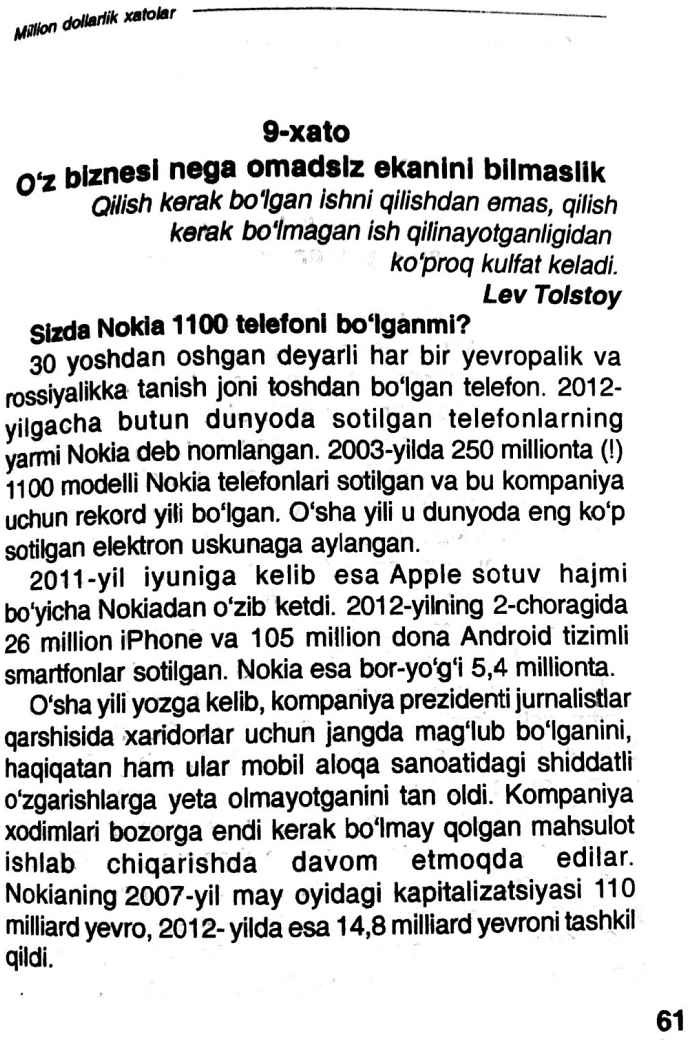 Million dollarlik xatolar
9-xato
O‘z biznesi nega omadsiz ekanini bilmaslik
Qilish kerak bo‘lgan ishni qilishdan emas, qilish
kerak bo‘lmagan ish qilinayotganligidan
ko‘proq kulfat keladi.
Lev Tolstoy
Sizda Nokia 1100 telefoni bo‘lganmi?
30 yoshdan oshgan deyarli har bir yevropalik va
rossiyalikka tanish joni toshdan bo‘lgan telefon. 2012-
yilgacha butun dunyoda sotilgan telefonlarning
yarmi Nokia deb nomlangan. 2003-yilda 250 millionta (!)
1100 modelli Nokia telefonlari sotilgan va bu kompaniya
uchun rekord yili bo‘lgan. O‘sha yili u dunyoda eng ko‘p
sotilgan elektron uskunaga aylangan.
2011-yil iyuniga kelib esa Apple sotuv hajmi
bo‘yicha Nokiadan o‘zib ketdi. 2012-yilning 2-choragida
26 million iPhone va 105 million dona Android tizimli
smartfonlar sotilgan. Nokia esa bor-yo‘g‘i 5,4 millionta.
O‘sha yili yozga kelib, kompaniya prezidenti jurnalistlar
qarshisida xaridorlar uchun jangda mag‘lub bo‘lganini,
haqiqatan ham ular mobil aloqa sanoatidagi shiddatli
o‘zgarishlarga yeta olmayotganini tan oldi. Kompaniya
xodimlari bozorga endi kerak bo‘lmay qolgan mahsulot
ishlab chiqarishda davom etmoqda edilar.
Nokianing 2007-yil may oyidagi kapitalizatsiyasi 110
milliard yevro, 2012- yilda esa 14,8 milliard yevroni tashkil
qildi.
61